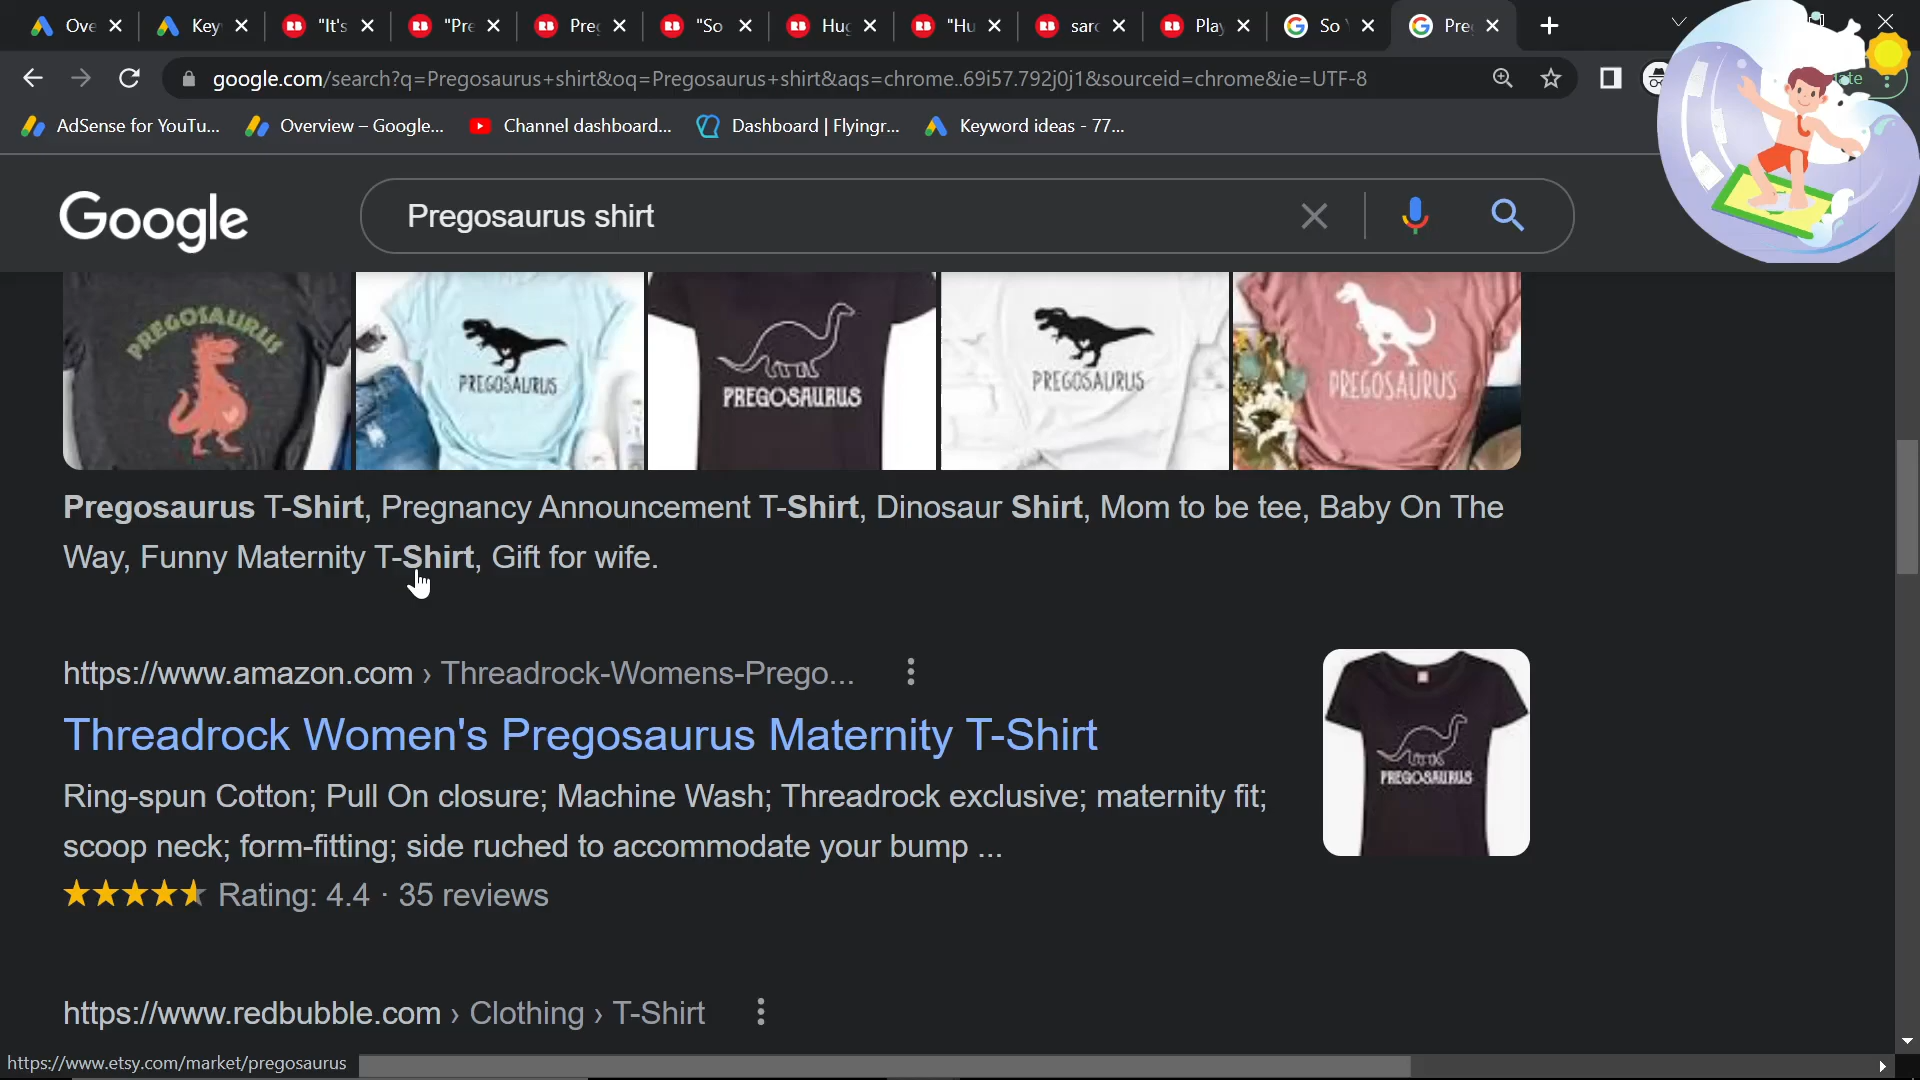 Ove
Key
"It's
"Pre
Pre
"So
Hu
"Hu
sar
Play
So
Pre
google.com/search?q=Pregosaurus+shirt&oq=Pregosaurus+shirt&aqs=chrome..69i57.792j0j1&sourceid=chrome&ie=UTF-8
AdSense for YouTu...
Overview – Google...
Channel dashboard...
Dashboard | Flyingr...
Keyword ideas - 77...
Google
Pregosaurus shirt
PREGOSAURUS
PREGOSAURUS
PREGOSAURUS
PREGOSAURUS
PREGOSAURUS
Pregosaurus T-Shirt, Pregnancy Announcement T-Shirt, Dinosaur Shirt, Mom to be tee, Baby On The
Way, Funny Maternity T-Shirt, Gift for wife.
https://www.amazon.com › Threadrock-Womens-Prego...
Threadrock Women's Pregosaurus Maternity T-Shirt
Ring-spun Cotton; Pull On closure; Machine Wash; Threadrock exclusive; maternity fit;
scoop neck; form-fitting; side ruched to accommodate your bump ...
Rating: 4.4 · 35 reviews
PREGOSAURUS
https://www.redbubble.com › Clothing › T-Shirt
https://www.etsy.com/market/pregosaurus